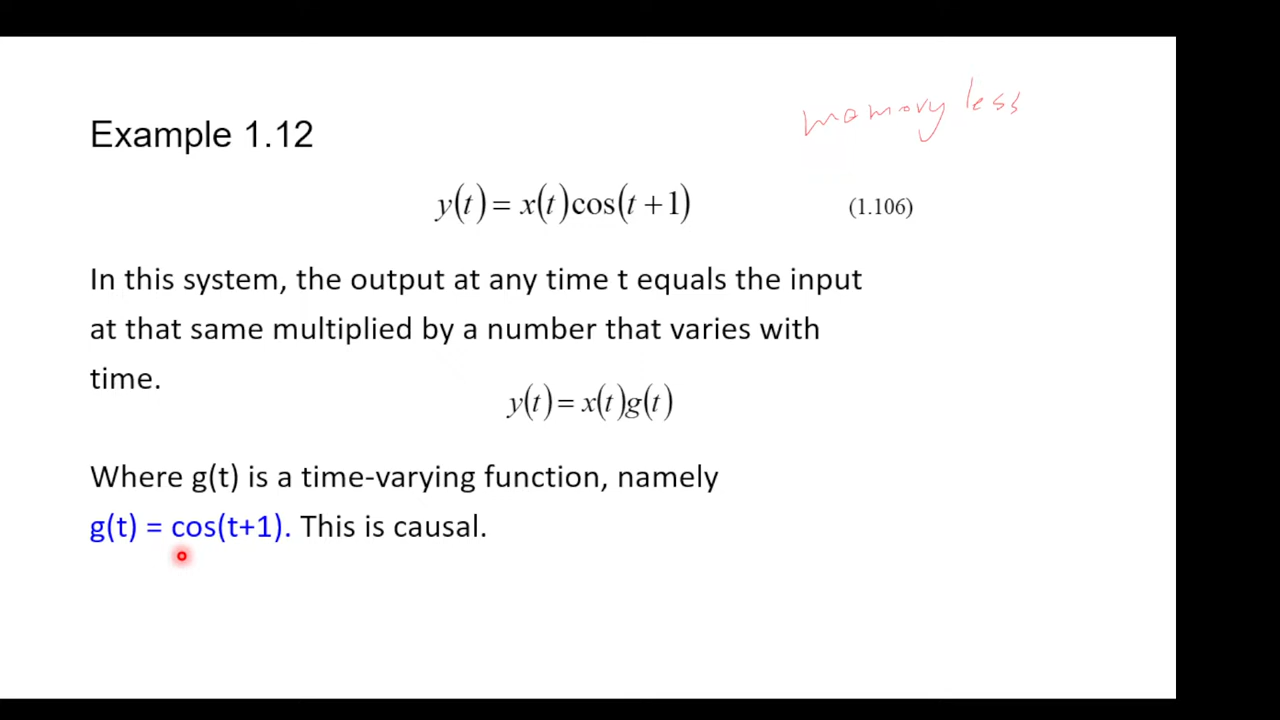 memory less
Example 1.12
y(t) = x(t)cos(t +1) (1.106)
In this system, the output at any time t equals the input
at that same multiplied by a number that varies with
time.
y(t) = x(t)g(t)
Where g(t) is a time-varying function, namely
g(t) = cos(t+1). This is causal.